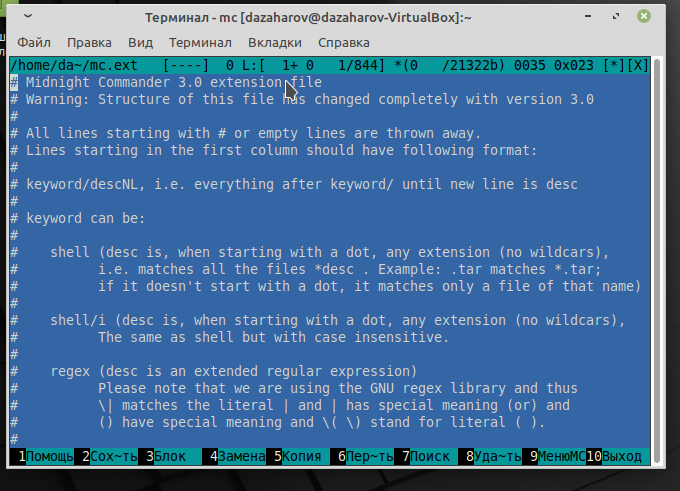 Терминал - mc [dazaharov@dazaharov-VirtualBox]:~
Файл Правка Вид Терминал Вкладки Справка
/home/da~/mc.ext [----] 0 L:[ 1+ 0 1/844] *(0 /21322b) 0035 0x023 [*][X]
# Midnight Commander 3.0 extension file
# Warning: Structure of this file has changed completely with version 3.0
#
# All lines starting with # or empty lines are thrown away.
# Lines starting in the first column should have following format:
#
# keyword/descNL, i.e. everything after keyword/ until new line is desc
#
# keyword can be:
#
# shell (desc is, when starting with a dot, any extension (no wildcars),
# i.e. matches all the files *desc . Example: .tar matches *.tar;
# if it doesn't start with a dot, it matches only a file of that name)
#
# shell/i (desc is, when starting with a dot, any extension (no wildcars),
# The same as shell but with case insensitive.
#
# regex (desc is an extended regular expression)
# Please note that we are using the GNU regex library and thus
# \| matches the literal | and | has special meaning (or) and
# () have special meaning and \( \) stand for literal ( ).
#
1Помощь 2Сох~ть 3Блок 4Замена 5Копия 6Пер~ть 7Поиск 8Уда~ть 9МенюМС 10Выход